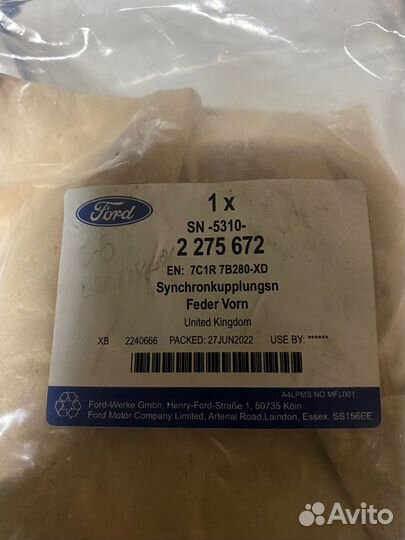 Ford
1 x
SN -5310-
2 275 672
EN: 7C1R 7B280-XD
Synchronkupplungsn
Feder Vorn
United Kingdom
XB 2240666 PACKED: 27JUN2022 USE BY: ******
A4LPMS NO.MFL001
Ford-Werke Gmbh, Henry-Ford-Straße 1, 50735 Köln
Ford Motor Company Limited, Arterial Road,Laindon, Essex. SS156EE
Avito